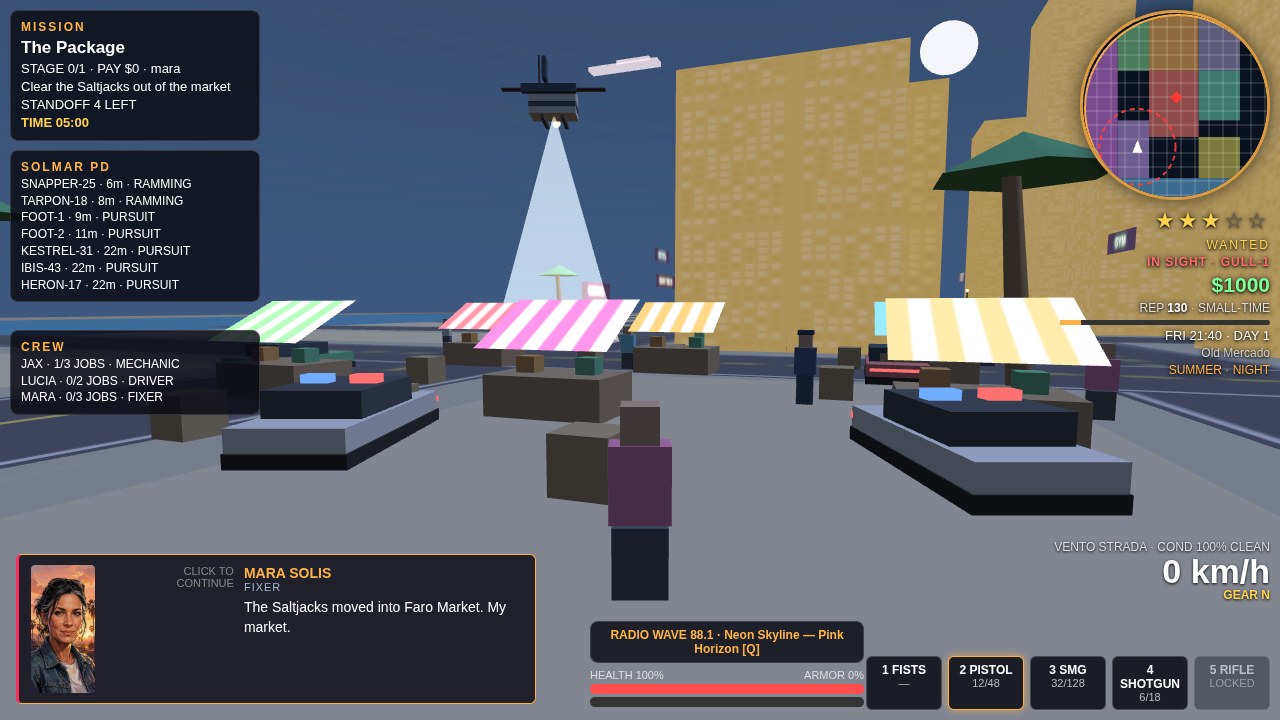 MISSION
The Package
STAGE 0/1 · PAY $0 · mara
Clear the Saltjacks out of the market
STANDOFF 4 LEFT
TIME 05:00
SOLMAR PD
SNAPPER-25 · 6m · RAMMING
TARPON-18 · 8m · RAMMING
FOOT-1 · 9m · PURSUIT
FOOT-2 · 11m · PURSUIT
KESTREL-31 · 22m · PURSUIT
IBIS-43 · 22m · PURSUIT
HERON-17 · 22m · PURSUIT
CREW
JAX · 1/3 JOBS · MECHANIC
LUCIA · 0/2 JOBS · DRIVER
MARA · 0/3 JOBS · FIXER
★★★☆☆
WANTED
IN SIGHT · GULL-1
$1000
REP 130 · SMALL-TIME
FRI 21:40 · DAY 1
Old Mercado
SUMMER · NIGHT
CLICK TO
CONTINUE
MARA SOLIS
FIXER
The Saltjacks moved into Faro Market. My
market.
VENTO STRADA · COND 100% CLEAN
0 km/h
GEAR N
RADIO WAVE 88.1 · Neon Skyline — Pink
Horizon [Q]
HEALTH 100%
ARMOR 0%
1 FISTS
—
2 PISTOL
12/48
3 SMG
32/128
4
SHOTGUN
6/18
5 RIFLE
LOCKED